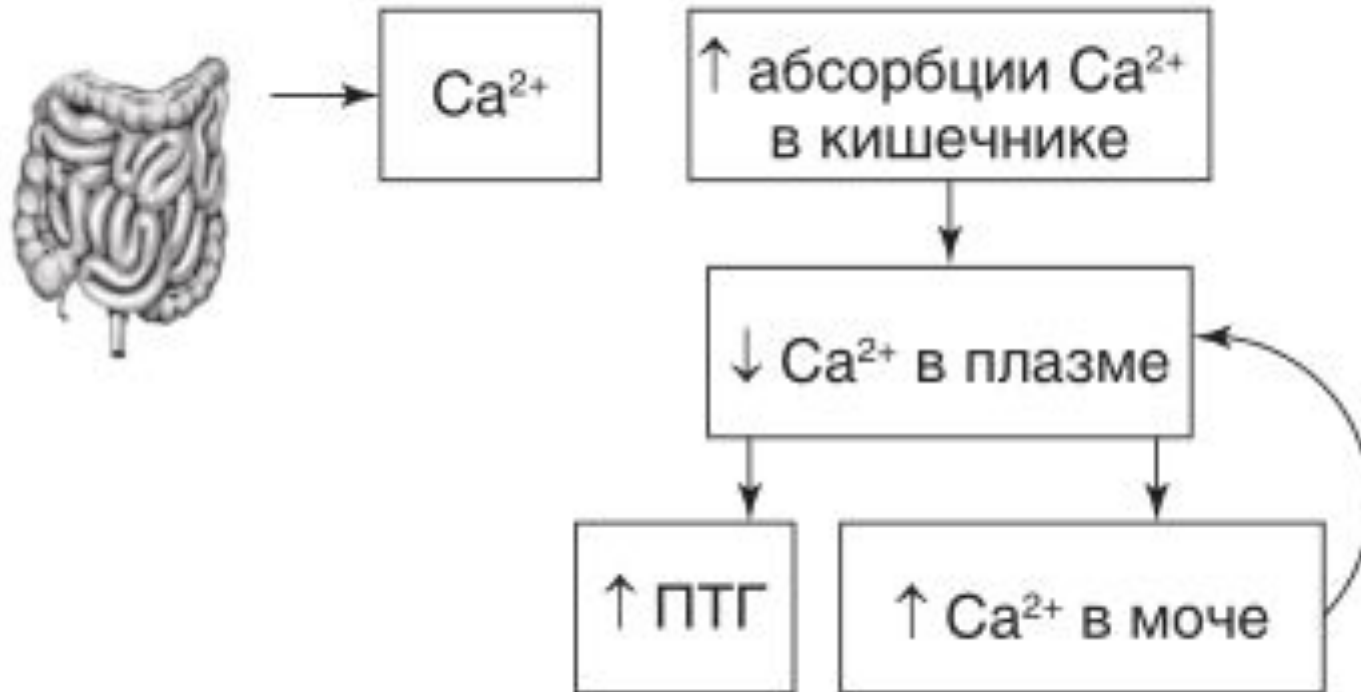 Ca²⁺
↑ абсорбции Ca²⁺
в кишечнике
↓ Ca²⁺ в плазме
↑ ПТГ
↑ Ca²⁺ в моче